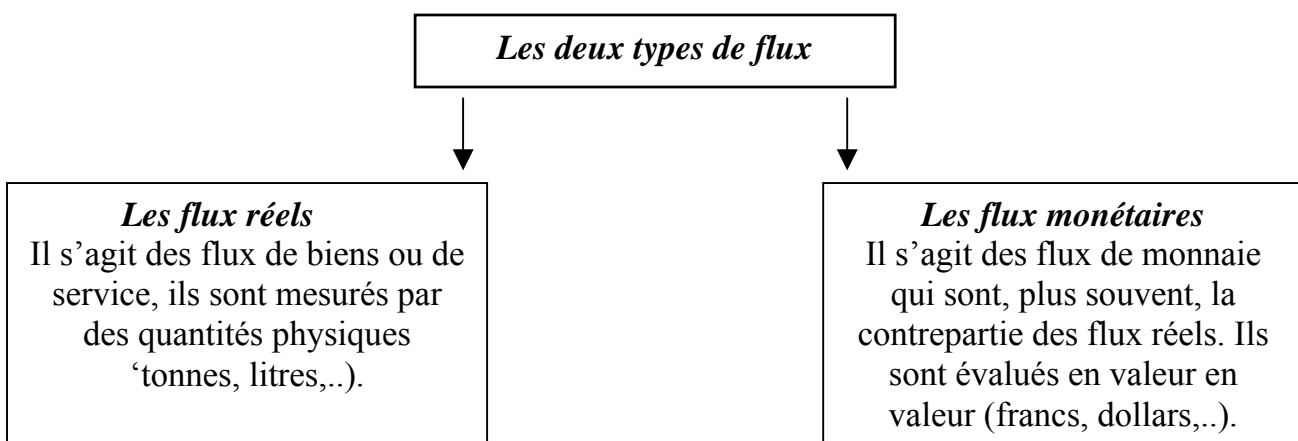 Les deux types de flux
Les flux réels
Il s’agit des flux de biens ou de
service, ils sont mesurés par
des quantités physiques
‘tonnes, litres,..).
Les flux monétaires
Il s’agit des flux de monnaie
qui sont, plus souvent, la
contrepartie des flux réels. Ils
sont évalués en valeur en
valeur (francs, dollars,..).